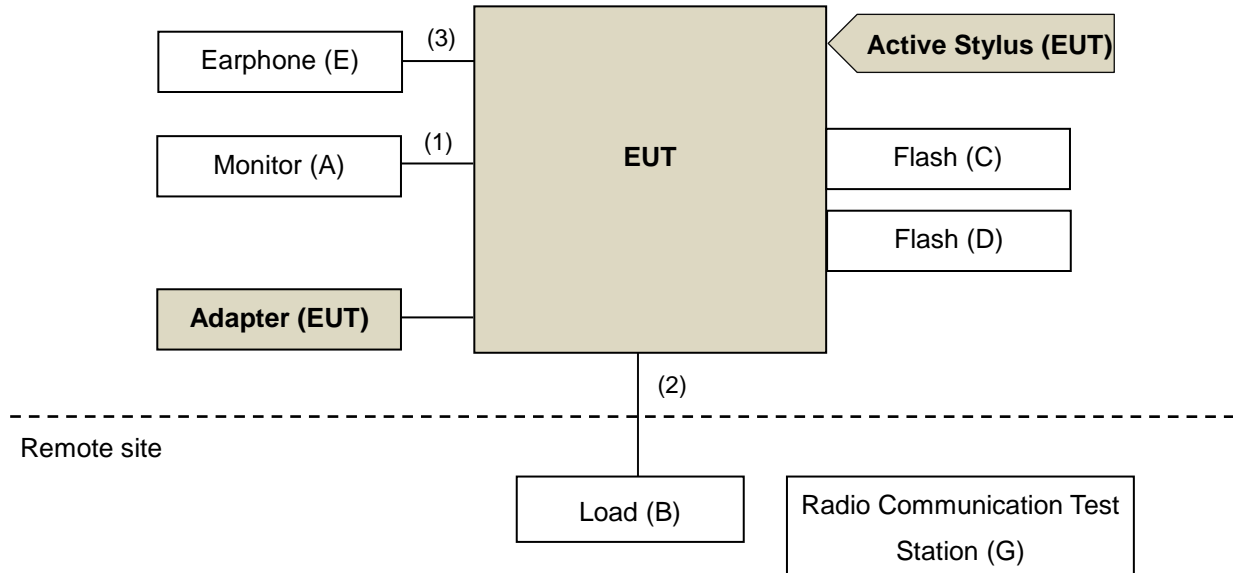 (3)
Earphone (E)
Active Stylus (EUT)
(1)
Monitor (A)
EUT
Flash (C)
Flash (D)
Adapter (EUT)
(2)
Remote site
Load (B)
Radio Communication Test
Station (G)